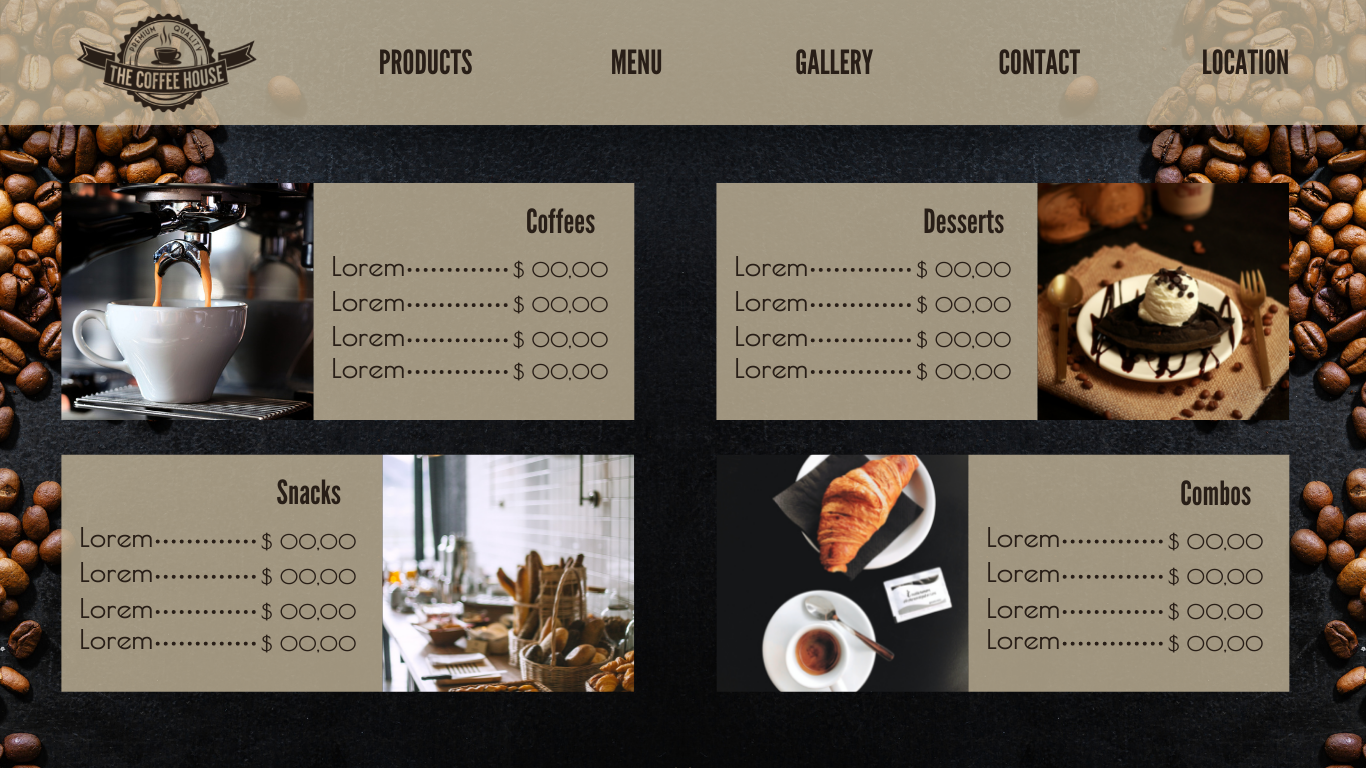 PREMIUM QUALITY
THE COFFEE HOUSE
PRODUCTS
MENU
GALLERY
CONTACT
LOCATION
Coffees
Lorem•••••••••••••$ 00,00
Lorem•••••••••••••$ 00,00
Lorem•••••••••••••$ 00,00
Lorem•••••••••••••$ 00,00
Desserts
Lorem•••••••••••••$ 00,00
Lorem•••••••••••••$ 00,00
Lorem•••••••••••••$ 00,00
Lorem•••••••••••••$ 00,00
Snacks
Lorem•••••••••••••$ 00,00
Lorem•••••••••••••$ 00,00
Lorem•••••••••••••$ 00,00
Lorem•••••••••••••$ 00,00
Combos
Lorem•••••••••••••$ 00,00
Lorem•••••••••••••$ 00,00
Lorem•••••••••••••$ 00,00
Lorem•••••••••••••$ 00,00